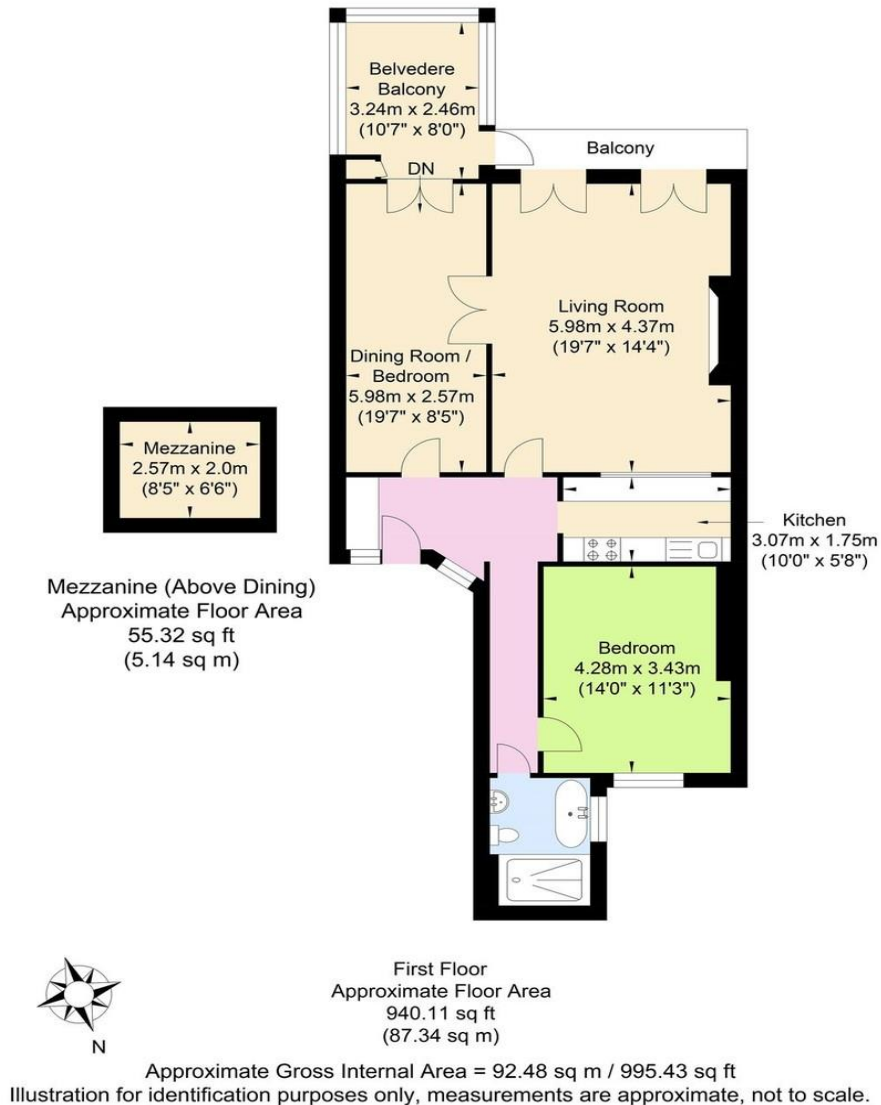 Belvedere
Balcony
3.24m x 2.46m
(10'7" x 8'0")
DN
Balcony
Living Room
5.98m x 4.37m
(19'7" x 14'4")
Dining Room /
Bedroom
5.98m x 2.57m
(19'7" x 8'5")
Mezzanine
2.57m x 2.0m
(8'5" x 6'6")
Kitchen
3.07m x 1.75m
(10'0" x 5'8")
Mezzanine (Above Dining)
Approximate Floor Area
55.32 sq ft
(5.14 sq m)
Bedroom
4.28m x 3.43m
(14'0" x 11'3")
N
First Floor
Approximate Floor Area
940.11 sq ft
(87.34 sq m)
Approximate Gross Internal Area = 92.48 sq m / 995.43 sq ft
Illustration for identification purposes only, measurements are approximate, not to scale.